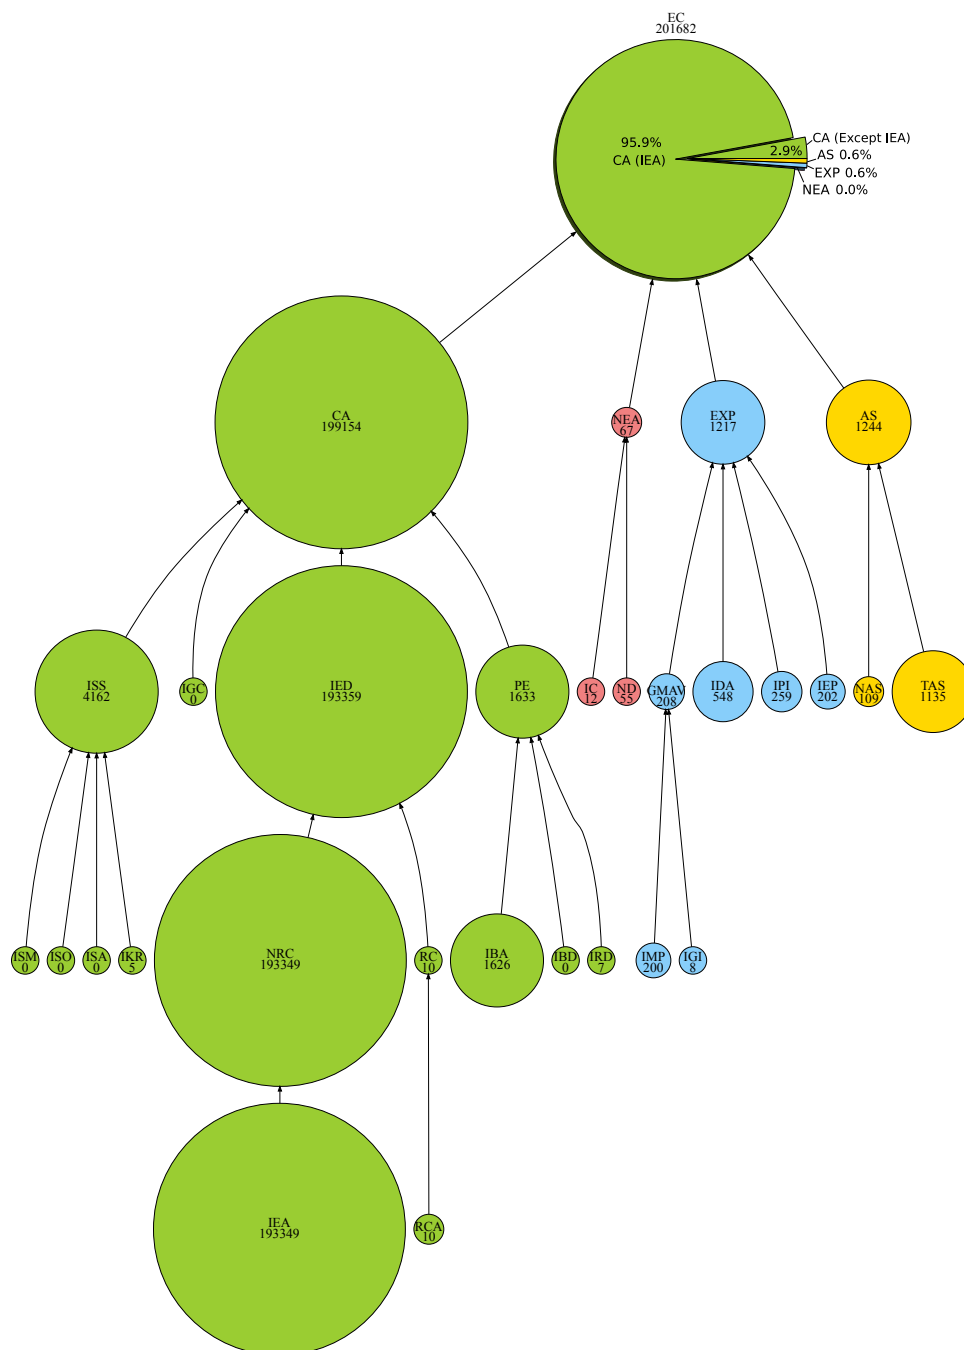 EC
201682
95.9%
CA (IEA)
2.9%
CA (Except IEA)
AS 0.6%
EXP 0.6%
NEA 0.0%
CA
199154
NEA
67
EXP
1217
AS
1244
ISS
4162
IGC
0
IED
193359
PE
1633
IC
12
ND
55
GMAV
208
IDA
548
IPI
259
IEP
202
NAS
109
TAS
1135
ISM
0
ISO
0
ISA
0
IKR
5
NRC
193349
RC
10
IBA
1626
IBD
0
IRD
7
IMP
200
IGI
8
IEA
193349
RCA
10